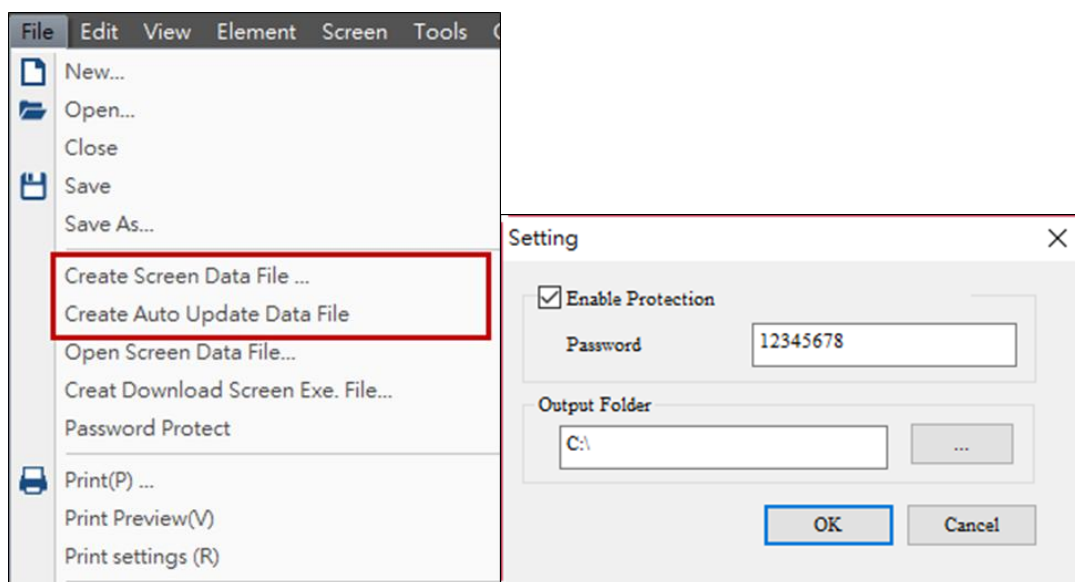 File Edit View Element Screen Tools
New...
Open...
Close
Save
Save As...
Create Screen Data File ...
Create Auto Update Data File
Open Screen Data File...
Creat Download Screen Exe. File...
Password Protect
Print(P) ...
Print Preview(V)
Print settings (R)
Setting
Enable Protection
Password 12345678
Output Folder
C:\ ...
OK Cancel